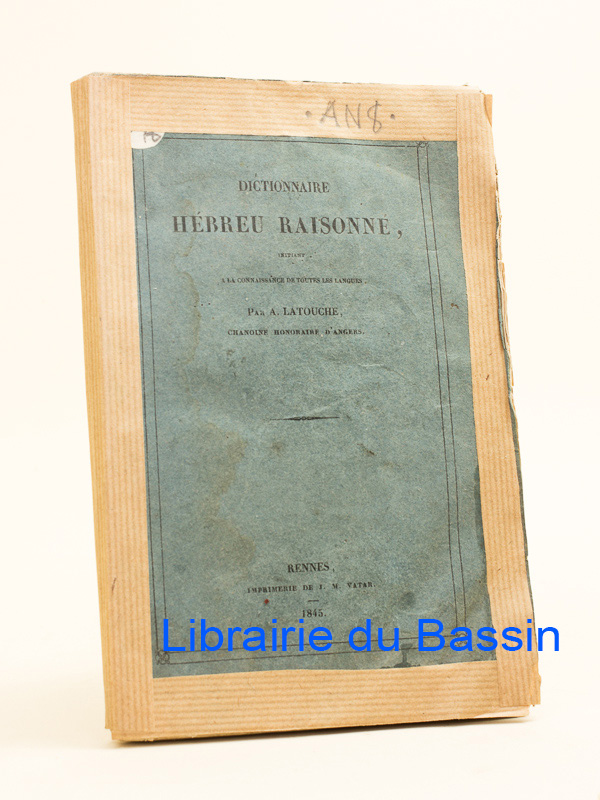 ·AN8·
DICTIONNAIRE
HÉBREU RAISONNÉ,
INITIANT
A LA CONNAISSANCE DE TOUTES LES LANGUES,
PAR A. LATOUCHE,
CHANOINE HONORAIRE D'ANGERS.
RENNES,
IMPRIMERIE DE J. M. VATAR.
1845.
Librairie du Bassin